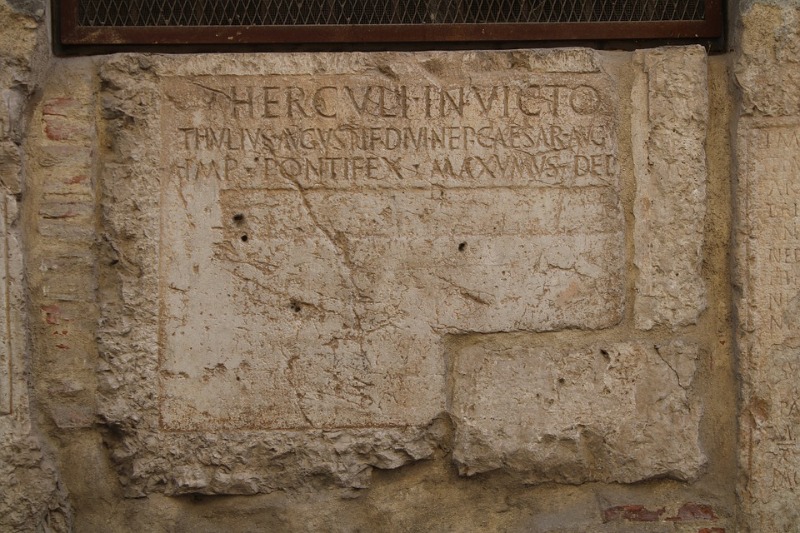 HERCVLI·INVICTO
TI·IVLIVS·AVGVSTI·F·DIVI·NEP·CAESAR·AVG
IMP·PONTIFEX·MAXVMVS·DED